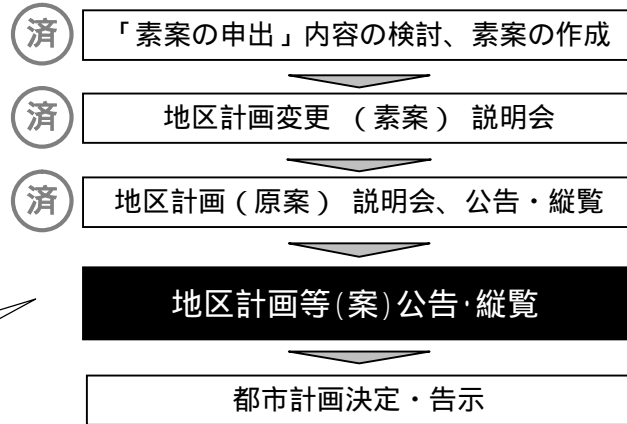 済 「素案の申出」内容の検討、素案の作成
済 地区計画変更 （素案） 説明会
済 地区計画（原案） 説明会、公告・縦覧
地区計画等(案)公告･縦覧
都市計画決定・告示